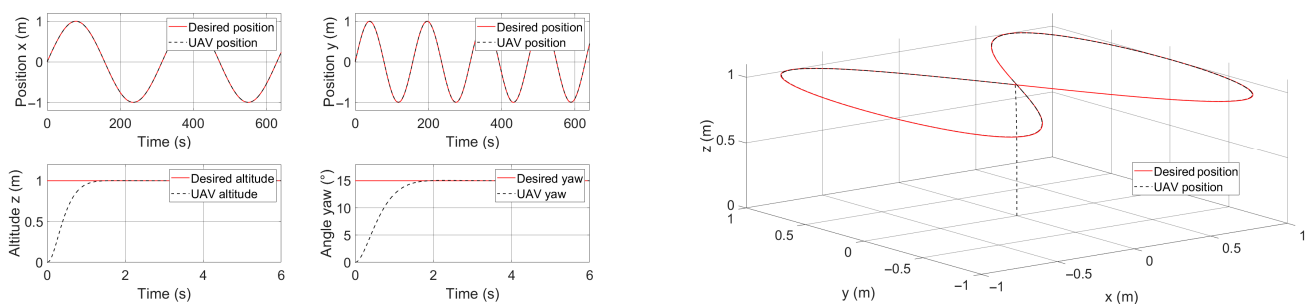 Position x (m)
1
0
−1
Desired position
UAV position
0
200
400
600
Time (s)
Position y (m)
1
0
−1
Desired position
UAV position
0
200
400
600
Time (s)
Altitude z (m)
1
0.5
0
Desired altitude
UAV altitude
0
2
4
6
Time (s)
Angle yaw (°)
15
10
5
0
Desired yaw
UAV yaw
0
2
4
6
Time (s)
z (m)
1
0.5
0
Desired position
UAV position
1
0.5
0
−0.5
−1
y (m)
−1
−0.5
0
0.5
1
x (m)